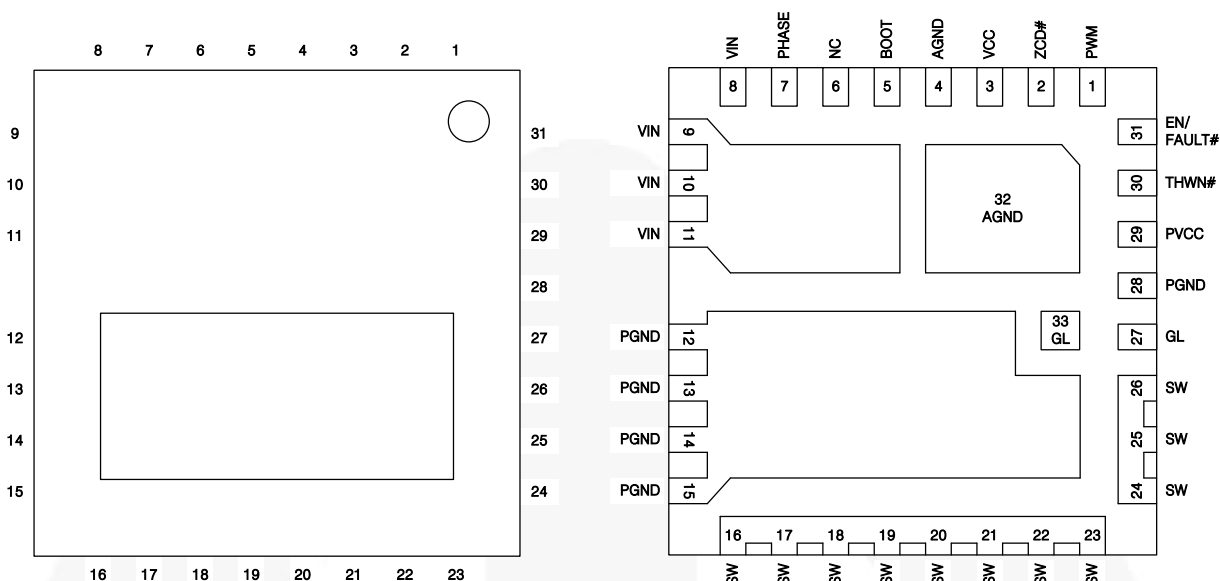 8 7 6 5 4 3 2 1
9
10
11
12
13
14
15
31
30
29
28
27
26
25
24
16 17 18 19 20 21 22 23
VIN PHASE NC BOOT AGND VCC ZCD# PWM
8 7 6 5 4 3 2 1
VIN 9
VIN 10
VIN 11
PGND 12
PGND 13
PGND 14
PGND 15
32
AGND
33
GL
31 EN/
FAULT#
30 THWN#
29 PVCC
28 PGND
27 GL
26 SW
25 SW
24 SW
16 17 18 19 20 21 22 23
SW SW SW SW SW SW SW SW